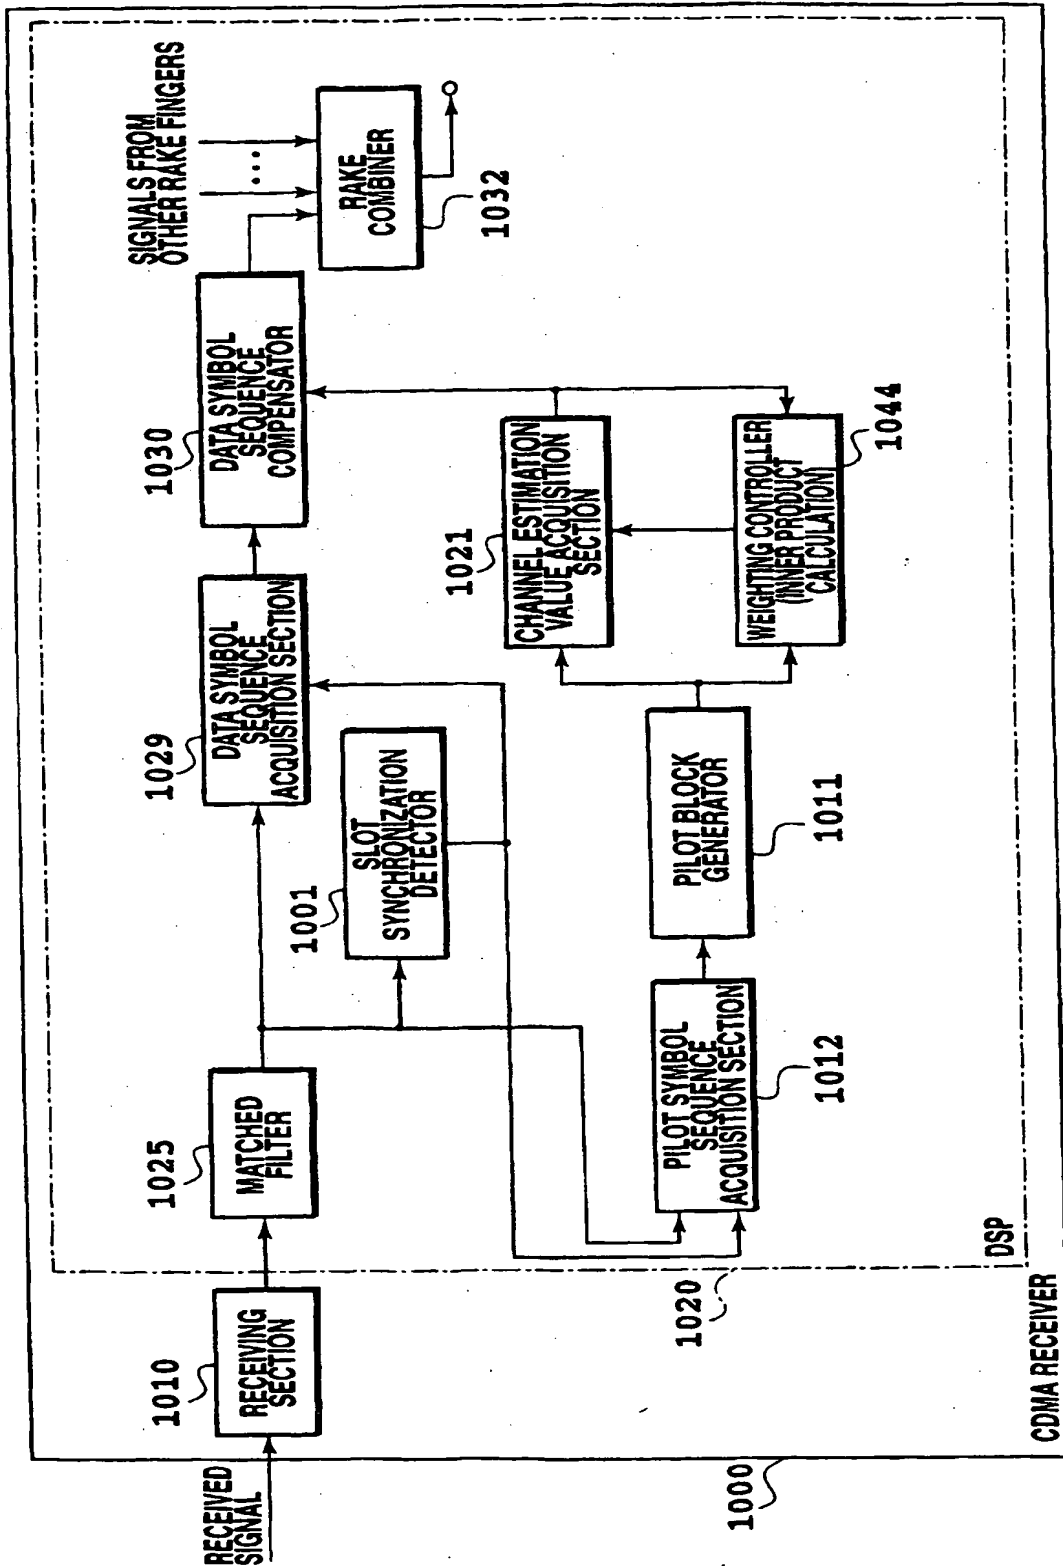 RECEIVED
SIGNAL
1010
RECEIVING
SECTION
1025
MATCHED
FILTER
1029
DATA SYMBOL
SEQUENCE
ACQUISITION SECTION
1030
DATA SYMBOL
SEQUENCE
COMPENSATOR
SIGNALS FROM
OTHER RAKE FINGERS
...
RAKE
COMBINER
1032
1001
SLOT
SYNCHRONIZATION
DETECTOR
1021
CHANNEL ESTIMATION
VALUE ACQUISITION
SECTION
PILOT SYMBOL
SEQUENCE
ACQUISITION SECTION
1012
PILOT BLOCK
GENERATOR
1011
WEIGHTING CONTROLLER
(INNER PRODUCT
CALCULATION)
1044
1020
DSP
1000
CDMA RECEIVER